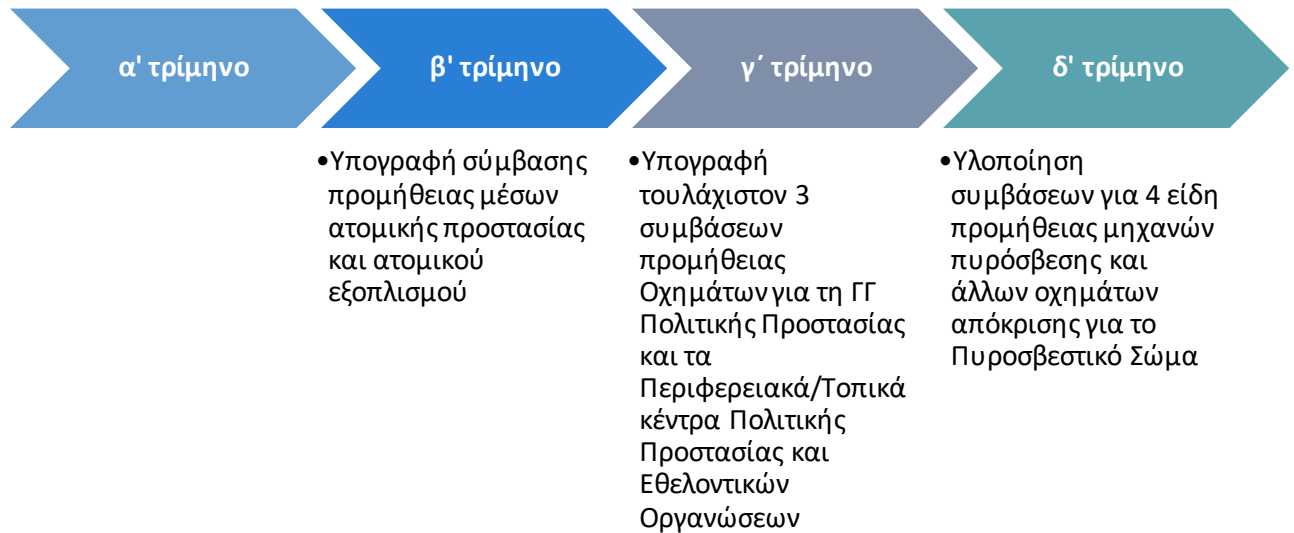 α' τρίμηνο
β' τρίμηνο
γ΄ τρίμηνο
δ' τρίμηνο
•Υπογραφή σύμβασης
προμήθειας μέσων
ατομικής προστασίας
και ατομικού
εξοπλισμού
•Υπογραφή
τουλάχιστον 3
συμβάσεων
προμήθειας
Οχημάτων για τη ΓΓ
Πολιτικής Προστασίας
και τα
Περιφερειακά/Τοπικά
κέντρα Πολιτικής
Προστασίας και
Εθελοντικών
Οργανώσεων
•Υλοποίηση
συμβάσεων για 4 είδη
προμήθειας μηχανών
πυρόσβεσης και
άλλων οχημάτων
απόκρισης για το
Πυροσβεστικό Σώμα